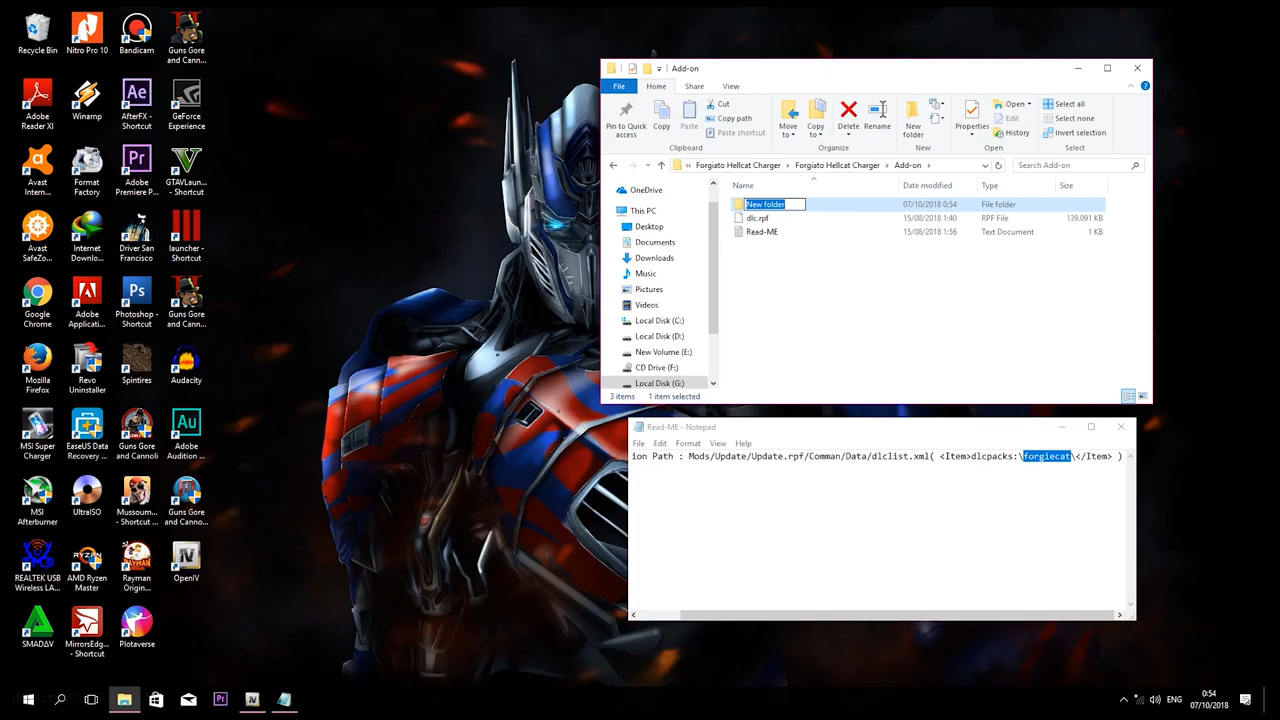 Recycle Bin
Nitro Pro 10
Bandicam
Guns Gore and Cann...
Adobe Reader XI
Winamp
AfterFX - Shortcut
GeForce Experience
Avast Intern...
Format Factory
Adobe Premiere P...
GTAVLaun... - Shortcut
Avast SafeZo...
Internet Downlo...
Driver San Francisco
launcher - Shortcut
Google Chrome
Adobe Applicati...
Photoshop - Shortcut
Guns Gore and Cann...
Mozilla Firefox
Revo Uninstaller
Spintires
Audacity
MSI Super Charger
EaseUS Data Recovery ...
Guns Gore and Cannoli
Adobe Audition ...
MSI Afterburner
UltraISO
Mussoum... - Shortcut
Guns Gore and Cann...
REALTEK USB Wireless LA...
AMD Ryzen Master
Rayman Origin...
OpenIV
SMADΔV
MirrorsEdg... - Shortcut
Plotaverse
Add-on
File Home Share View
Pin to Quick access
Copy
Paste
Cut
Copy path
Paste shortcut
Clipboard
Move to
Copy to
Delete
Rename
Organize
New folder
New
Properties
Open
Edit
History
Open
Select all
Select none
Invert selection
Select
« Forgiato Hellcat Charger > Forgiato Hellcat Charger > Add-on >
Search Add-on
Name Date modified Type Size
OneDrive
This PC
Desktop
Documents
Downloads
Music
Pictures
Videos
Local Disk (C:)
Local Disk (D:)
New Volume (E:)
CD Drive (F:)
Local Disk (G:)
New folder 07/10/2018 0:54 File folder
dlc.rpf 15/08/2018 1:40 RPF File 139.091 KB
Read-ME 15/08/2018 1:56 Text Document 1 KB
3 items 1 item selected
Read-ME - Notepad
File Edit Format View Help
ion Path : Mods/Update/Update.rpf/Comman/Data/dlclist.xml( <Item>dlcpacks:\forgiecat\</Item> )
ENG
0:54
07/10/2018